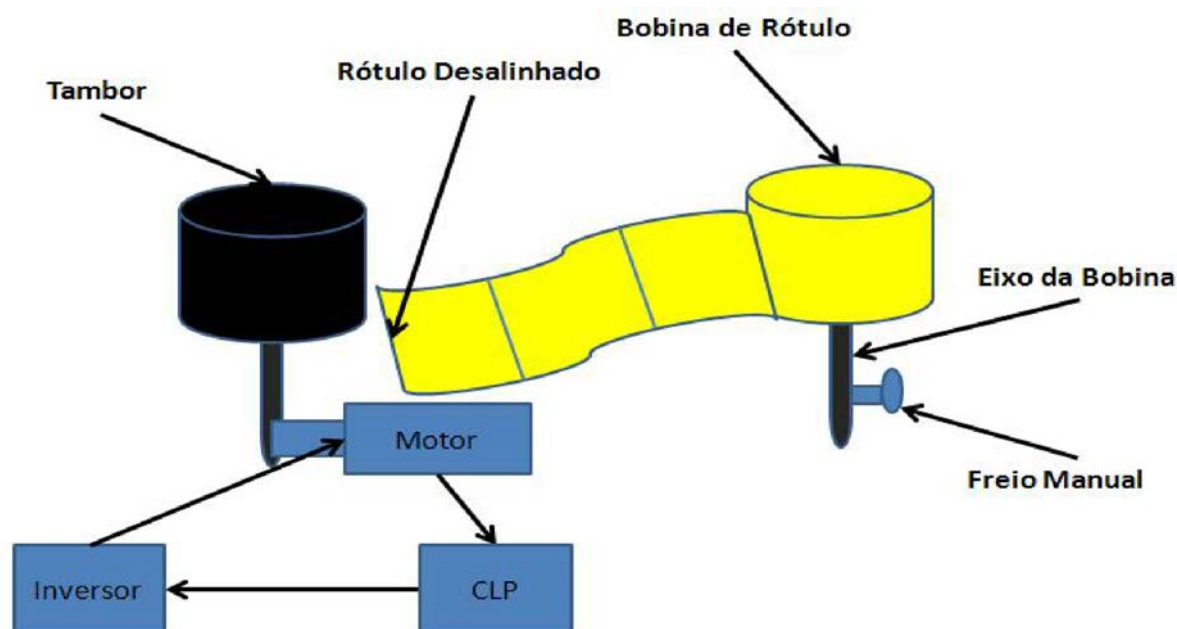 Bobina de Rótulo
Rótulo Desalinhado
Tambor
Eixo da Bobina
Motor
Freio Manual
Inversor
CLP